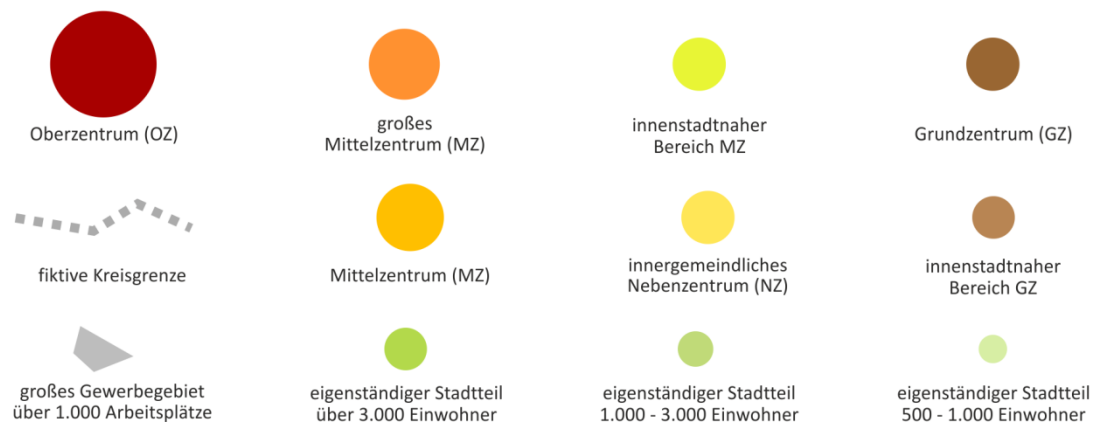 Oberzentrum (OZ)
großes
Mittelzentrum (MZ)
innenstadtnaher
Bereich MZ
Grundzentrum (GZ)
fiktive Kreisgrenze
Mittelzentrum (MZ)
innergemeindliches
Nebenzentrum (NZ)
innenstadtnaher
Bereich GZ
großes Gewerbegebiet
über 1.000 Arbeitsplätze
eigenständiger Stadtteil
über 3.000 Einwohner
eigenständiger Stadtteil
1.000 - 3.000 Einwohner
eigenständiger Stadtteil
500 - 1.000 Einwohner